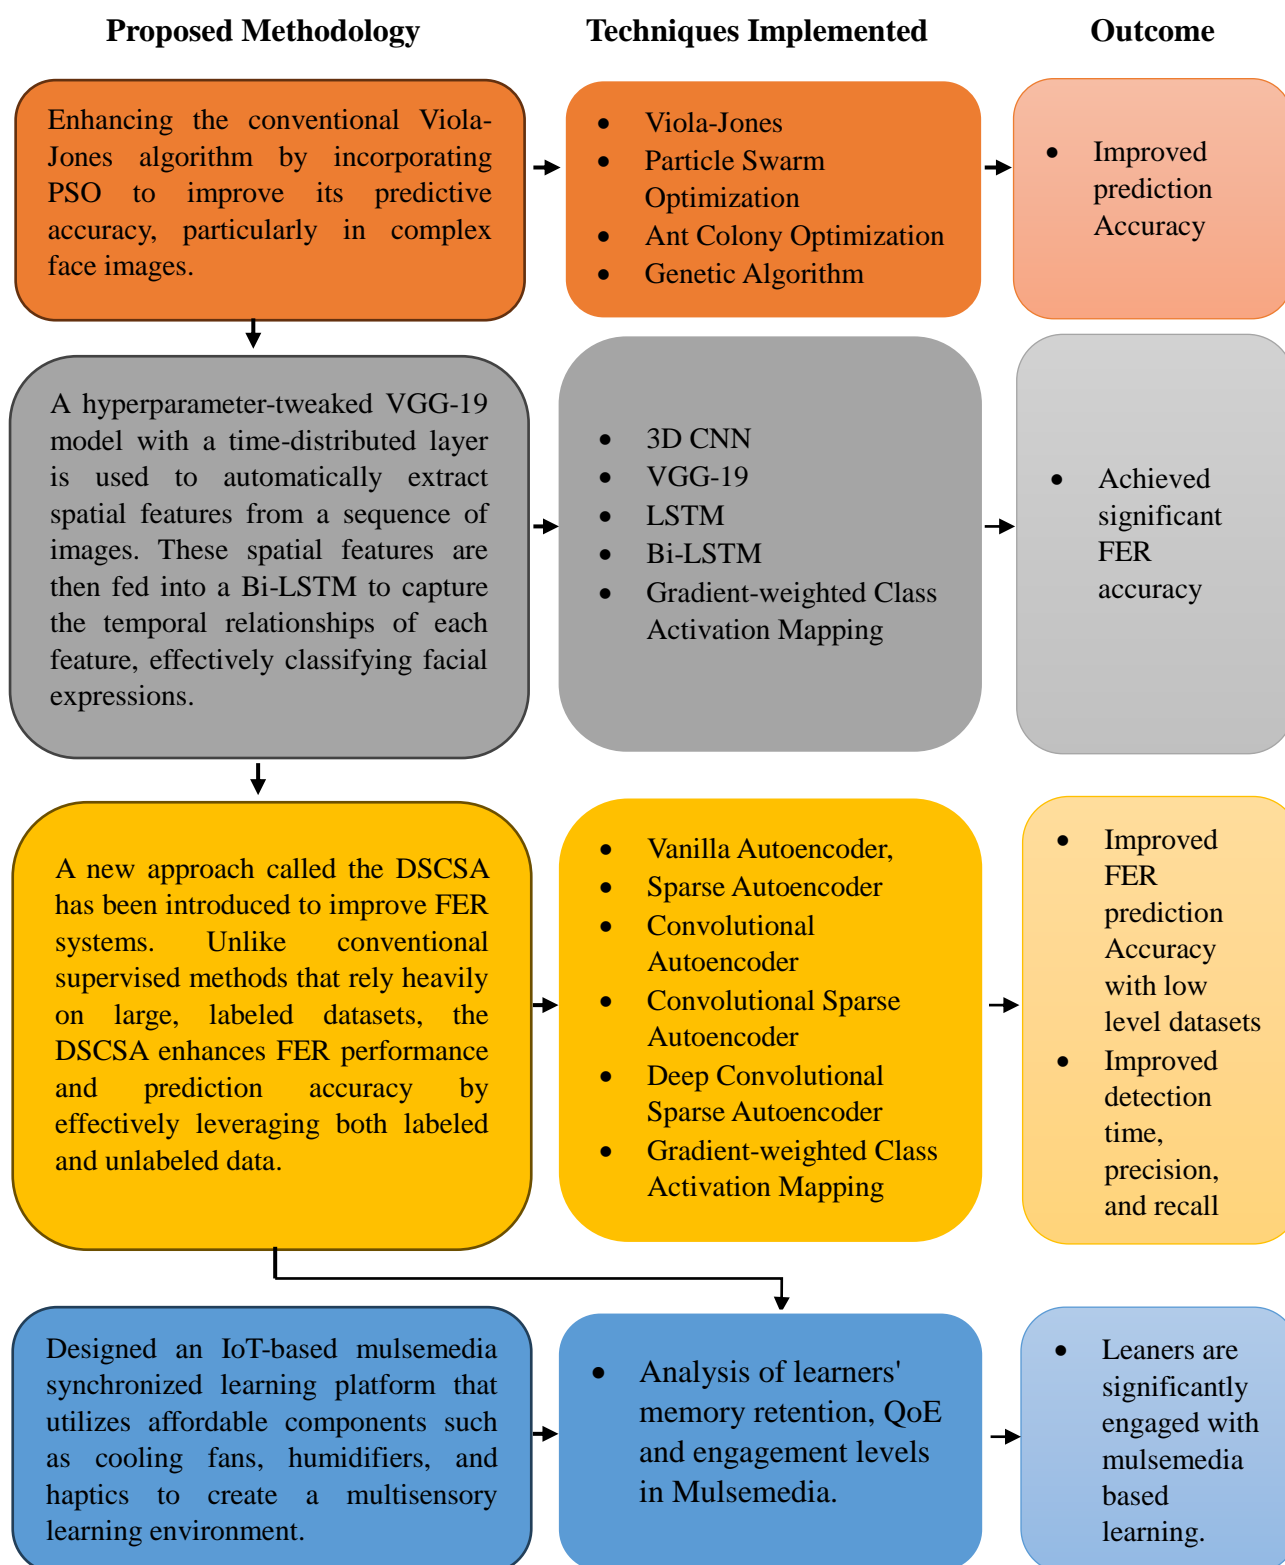 Proposed Methodology
Techniques Implemented
Outcome
Enhancing the conventional Viola-
Jones algorithm by incorporating
PSO to improve its predictive
accuracy, particularly in complex
face images.
• Viola-Jones
• Particle Swarm
Optimization
• Ant Colony Optimization
• Genetic Algorithm
• Improved
prediction
Accuracy
A hyperparameter-tweaked VGG-19
model with a time-distributed layer
is used to automatically extract
spatial features from a sequence of
images. These spatial features are
then fed into a Bi-LSTM to capture
the temporal relationships of each
feature, effectively classifying facial
expressions.
• 3D CNN
• VGG-19
• LSTM
• Bi-LSTM
• Gradient-weighted Class
Activation Mapping
• Achieved
significant
FER
accuracy
A new approach called the DSCSA
has been introduced to improve FER
systems. Unlike conventional
supervised methods that rely heavily
on large, labeled datasets, the
DSCSA enhances FER performance
and prediction accuracy by
effectively leveraging both labeled
and unlabeled data.
• Vanilla Autoencoder,
• Sparse Autoencoder
• Convolutional
Autoencoder
• Convolutional Sparse
Autoencoder
• Deep Convolutional
Sparse Autoencoder
• Gradient-weighted Class
Activation Mapping
• Improved
FER
prediction
Accuracy
with low
level datasets
• Improved
detection
time,
precision,
and recall
Designed an IoT-based mulsemedia
synchronized learning platform that
utilizes affordable components such
as cooling fans, humidifiers, and
haptics to create a multisensory
learning environment.
• Analysis of learners'
memory retention, QoE
and engagement levels
in Mulsemedia.
• Leaners are
significantly
engaged with
mulsemedia
based
learning.